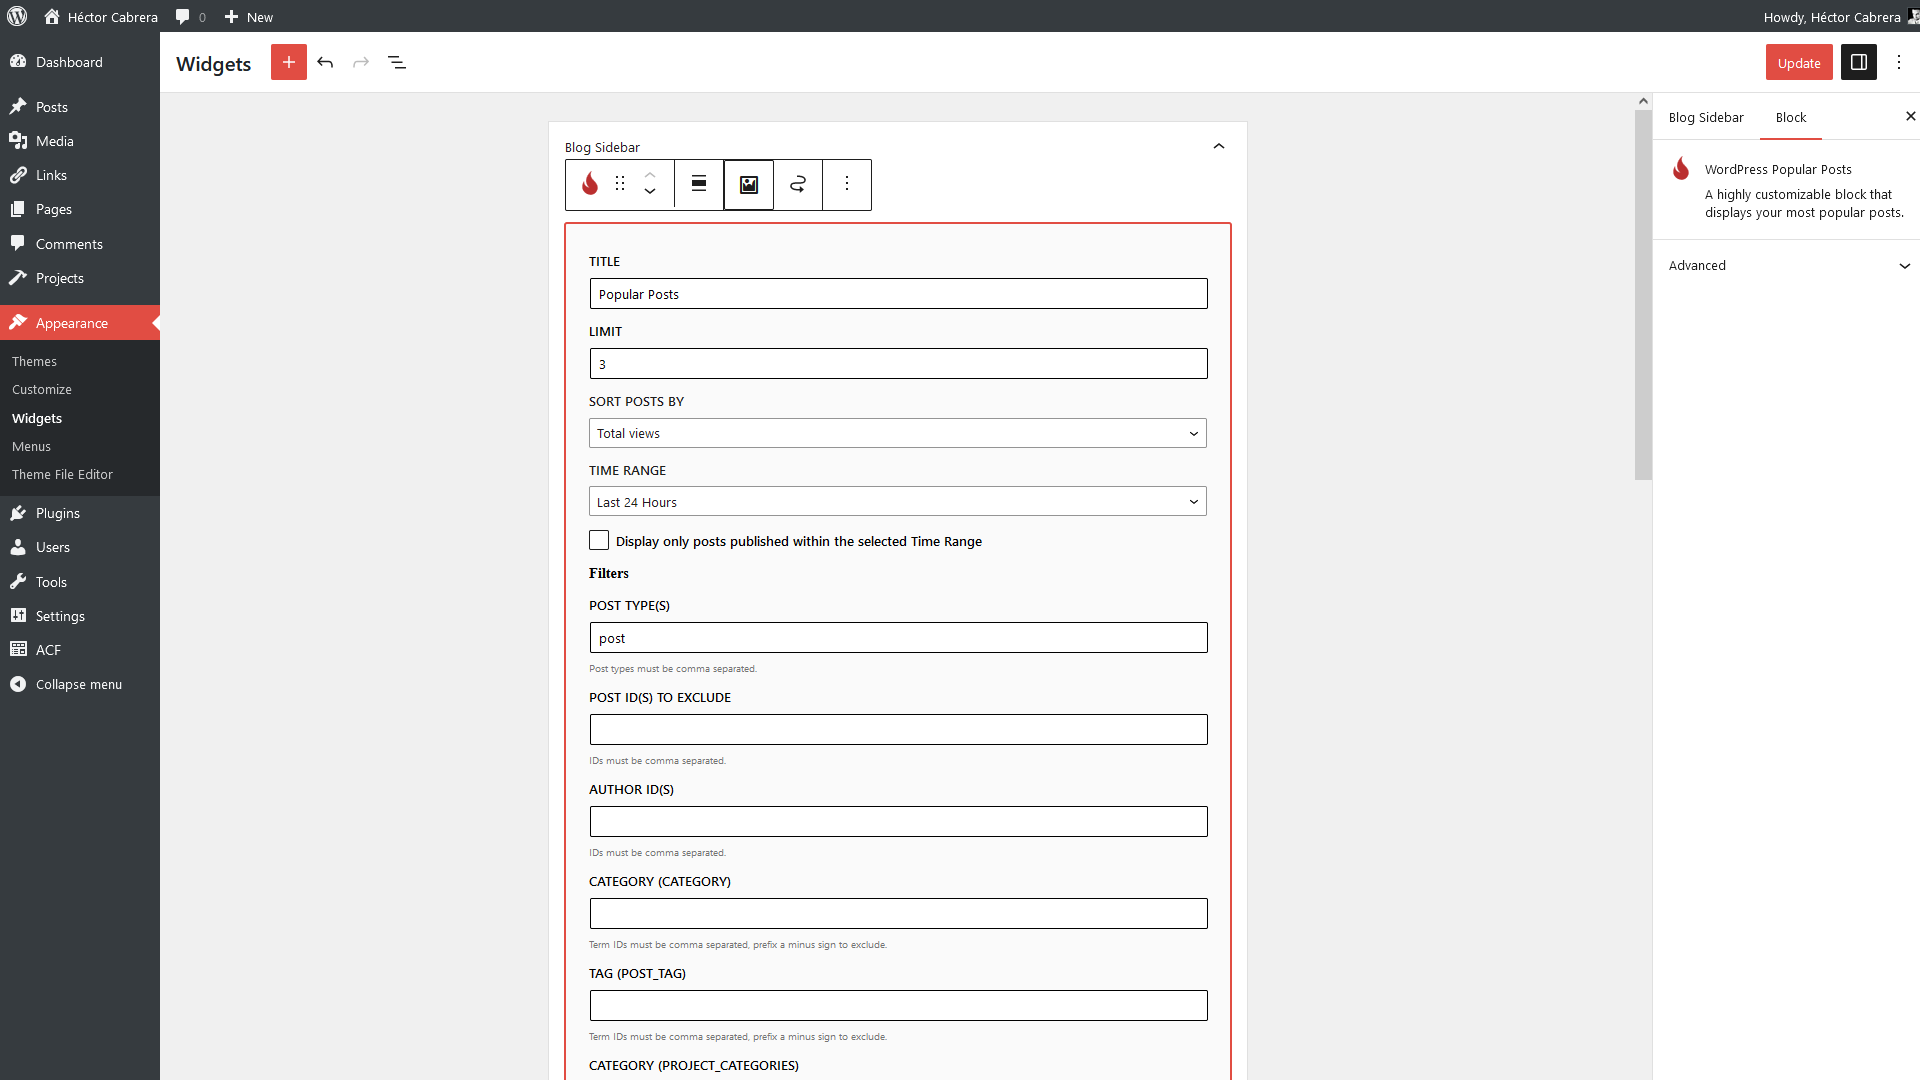 Héctor Cabrera
0
New
Howdy, Héctor Cabrera
Dashboard
Posts
Media
Links
Pages
Comments
Projects
Appearance
Themes
Customize
Widgets
Menus
Theme File Editor
Plugins
Users
Tools
Settings
ACF
Collapse menu
Widgets
Update
Blog Sidebar
TITLE
Popular Posts
LIMIT
3
SORT POSTS BY
Total views
TIME RANGE
Last 24 Hours
Display only posts published within the selected Time Range
Filters
POST TYPE(S)
post
Post types must be comma separated.
POST ID(S) TO EXCLUDE
IDs must be comma separated.
AUTHOR ID(S)
IDs must be comma separated.
CATEGORY (CATEGORY)
Term IDs must be comma separated, prefix a minus sign to exclude.
TAG (POST_TAG)
Term IDs must be comma separated, prefix a minus sign to exclude.
CATEGORY (PROJECT_CATEGORIES)
Blog Sidebar
Block
WordPress Popular Posts
A highly customizable block that
displays your most popular posts.
Advanced